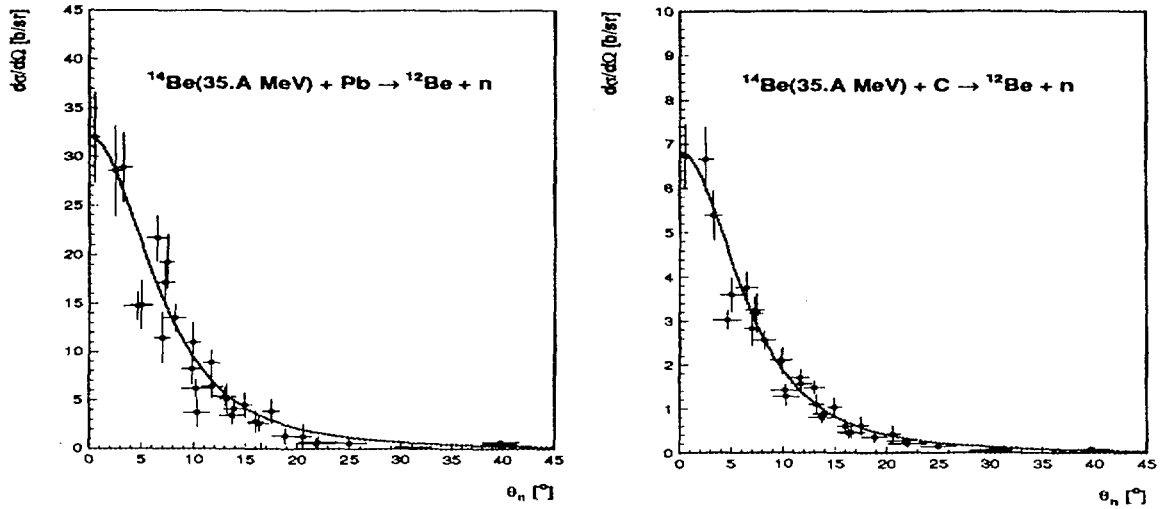 dσ/dΩ [b/sr]
45
40
35
30
25
20
15
10
5
0
¹⁴Be(35.A MeV) + Pb → ¹²Be + n
0 5 10 15 20 25 30 35 40 45
θₙ [°]
dσ/dΩ [b/sr]
10
9
8
7
6
5
4
3
2
1
0
¹⁴Be(35.A MeV) + C → ¹²Be + n
0 5 10 15 20 25 30 35 40 45
θₙ [°]